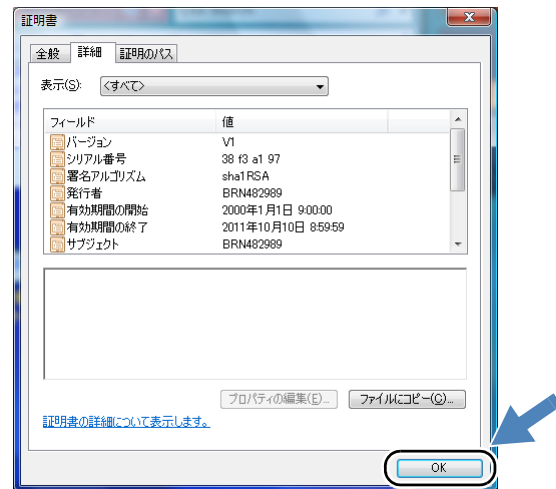 証明書
全般 詳細 証明のパス
表示(S): <すべて>
フィールド 値
バージョン V1
シリアル番号 38 f3 a1 97
署名アルゴリズム sha1RSA
発行者 BRN482989
有効期間の開始 2000年1月1日 9:00:00
有効期間の終了 2011年10月10日 8:59:59
サブジェクト BRN482989
プロパティの編集(E)... ファイルにコピー(C)...
証明書の詳細について表示します。
OK